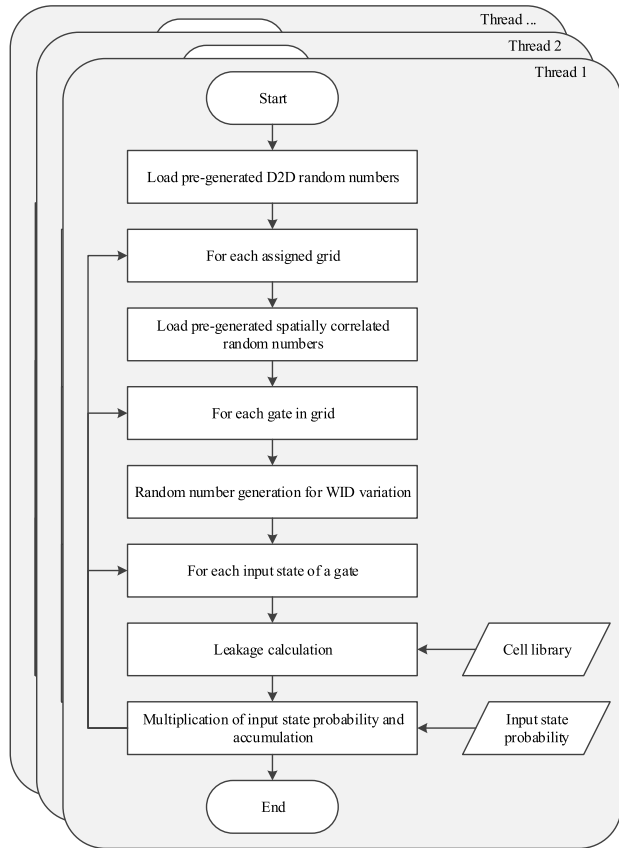 Thread ...
Thread 2
Thread 1
Start
Load pre-generated D2D random numbers
For each assigned grid
Load pre-generated spatially correlated
random numbers
For each gate in grid
Random number generation for WID variation
For each input state of a gate
Leakage calculation
Cell library
Multiplication of input state probability and
accumulation
Input state
probability
End